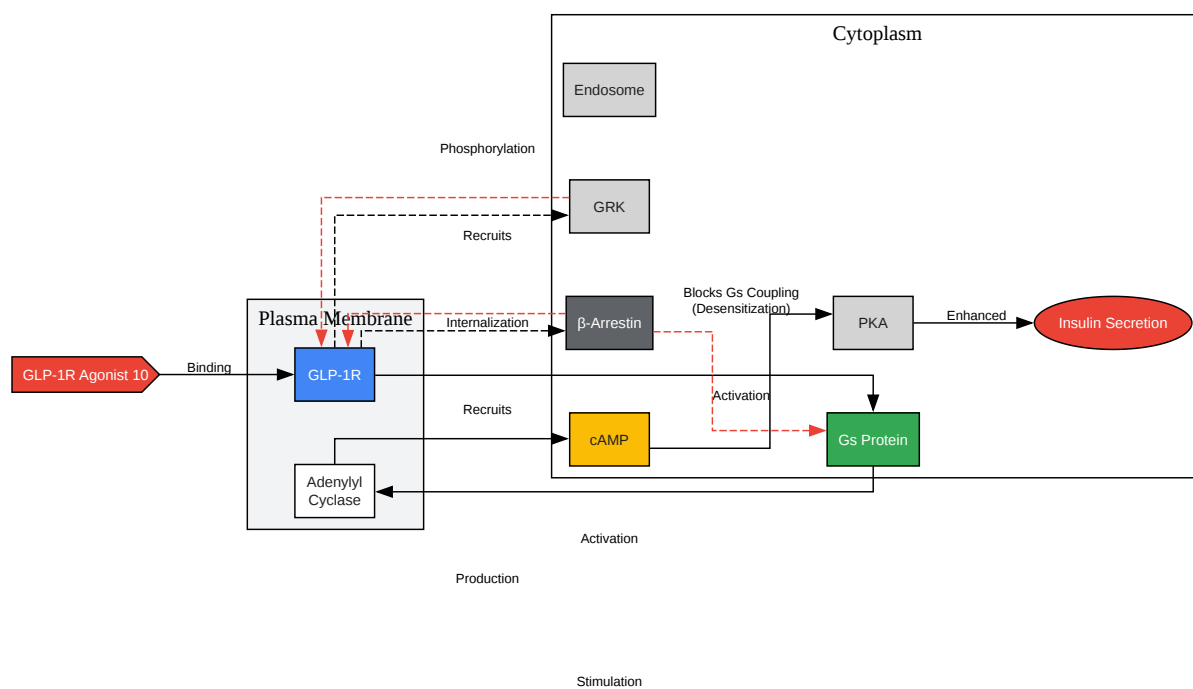 Cytoplasm
Endosome
Phosphorylation
GRK
Recruits
Blocks Gs Coupling
(Desensitization)
Plasma Membrane
Internalization
β-Arrestin
PKA
Enhanced
Insulin Secretion
GLP-1R Agonist 10
Binding
GLP-1R
Activation
Recruits
cAMP
Gs Protein
Adenylyl
Cyclase
Activation
Production
Stimulation